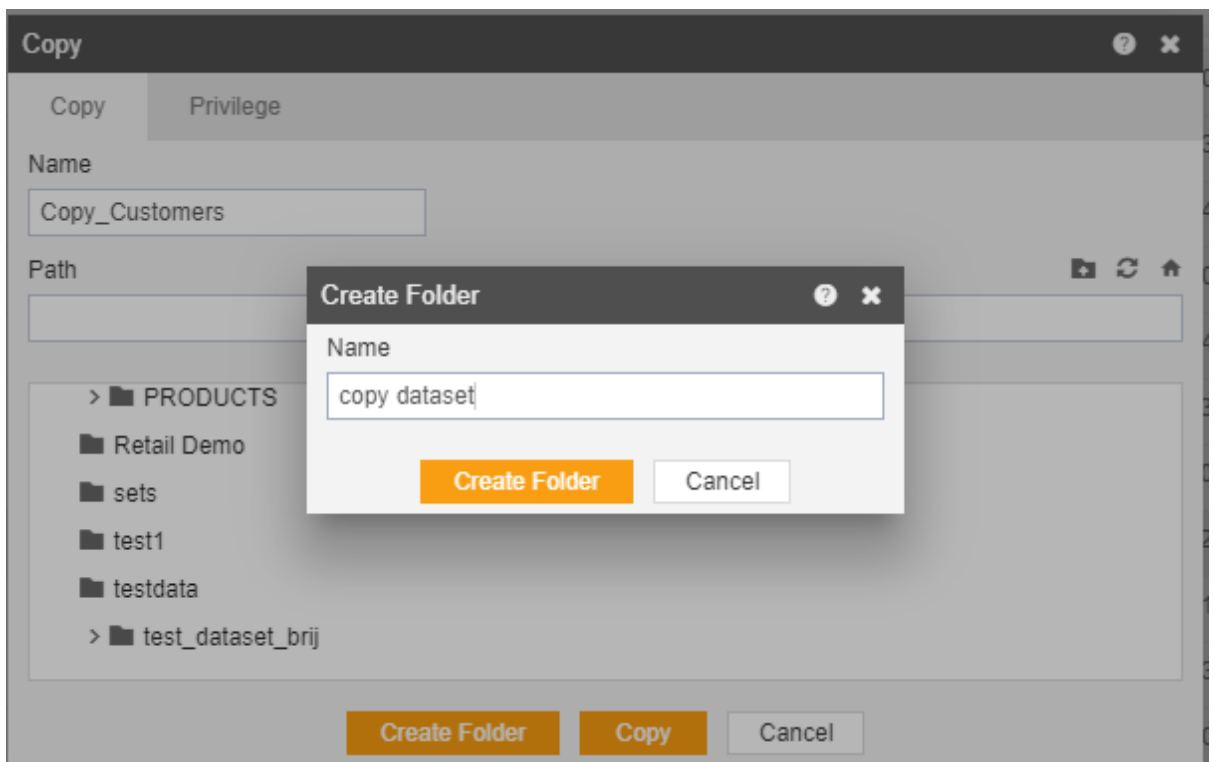 Copy
Copy Privilege
Name
Copy_Customers
Path
Create Folder
Name
copy dataset
Create Folder Cancel
PRODUCTS
Retail Demo
sets
test1
testdata
test_dataset_brij
Create Folder Copy Cancel